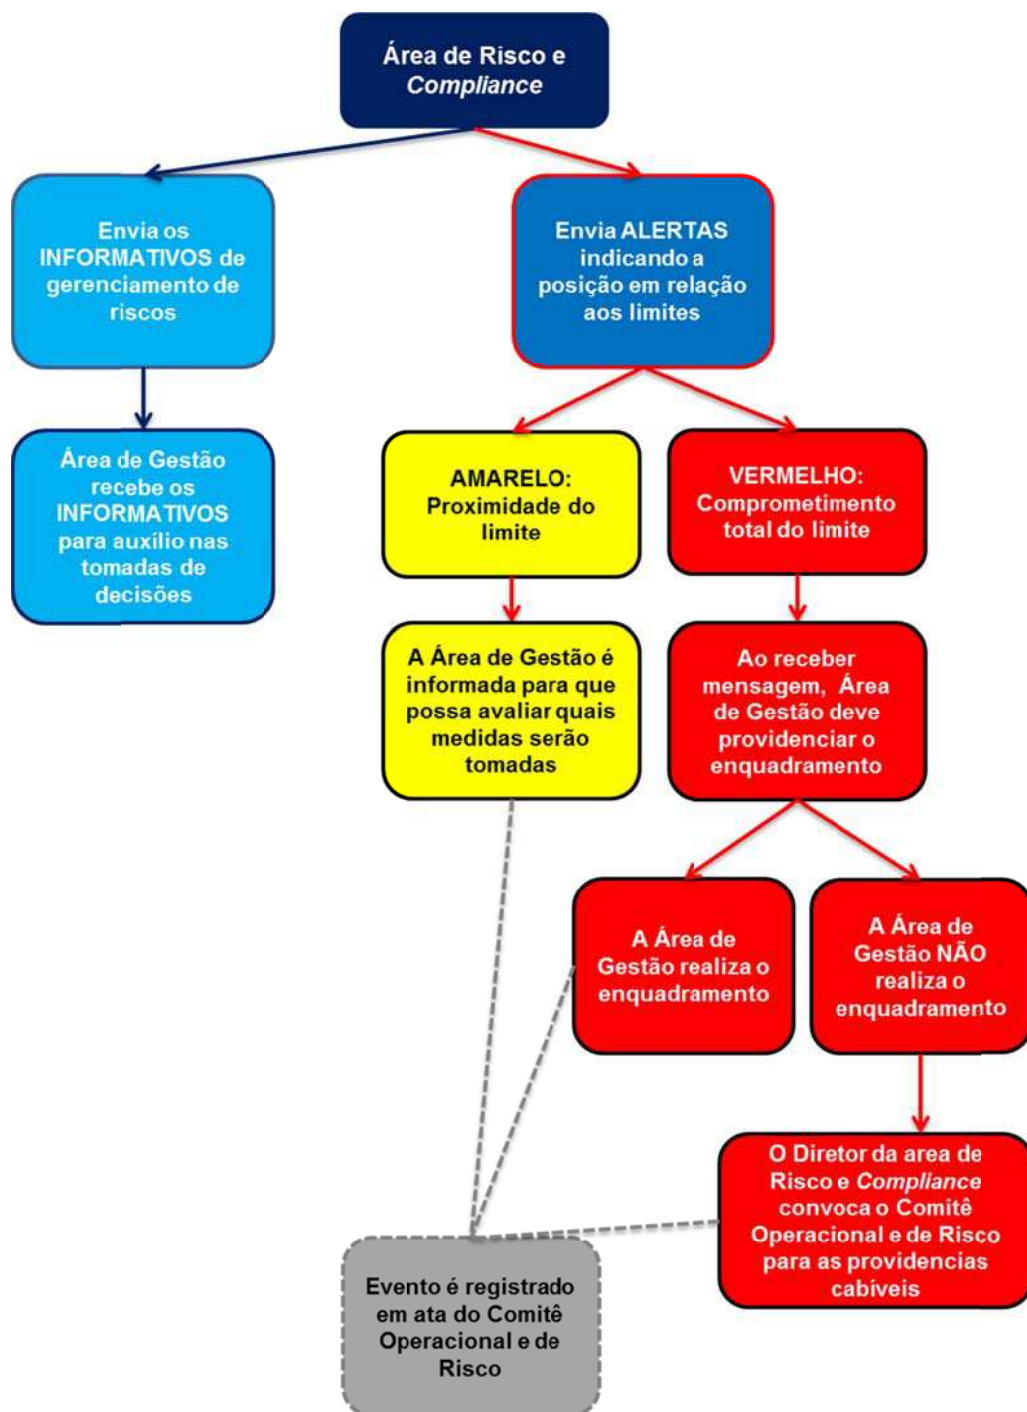 Área de Risco e
Compliance
Envia os
INFORMATIVOS de
gerenciamento de
riscos
Envia ALERTAS
indicando a
posição em relação
aos limites
Área de Gestão
recebe os
INFORMATIVOS
para auxílio nas
tomadas de
decisões
AMARELO:
Proximidade do
limite
VERMELHO:
Comprometimento
total do limite
A Área de Gestão é
informada para que
possa avaliar quais
medidas serão
tomadas
Ao receber
mensagem, Área
de Gestão deve
providenciar o
enquadramento
A Área de
Gestão realiza o
enquadramento
A Área de
Gestão NÃO
realiza o
enquadramento
O Diretor da area de
Risco e Compliance
convoca o Comitê
Operacional e de Risco
para as providencias
cabíveis
Evento é registrado
em ata do Comitê
Operacional e de
Risco